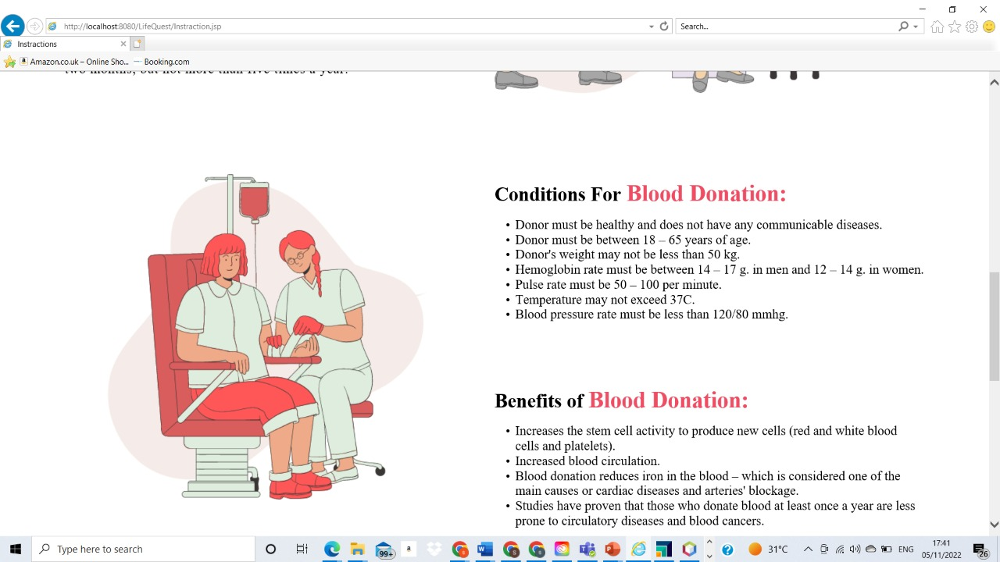 http://localhost:8080/LifeQuest/Instraction.jsp
Search...
Instractions
Amazon.co.uk – Online Sho...
Booking.com
two months, but not more than five times a year.
Conditions For Blood Donation:
• Donor must be healthy and does not have any communicable diseases.
• Donor must be between 18 – 65 years of age.
• Donor's weight may not be less than 50 kg.
• Hemoglobin rate must be between 14 – 17 g. in men and 12 – 14 g. in women.
• Pulse rate must be 50 – 100 per minute.
• Temperature may not exceed 37C.
• Blood pressure rate must be less than 120/80 mmhg.
Benefits of Blood Donation:
• Increases the stem cell activity to produce new cells (red and white blood
cells and platelets).
• Increased blood circulation.
• Blood donation reduces iron in the blood – which is considered one of the
main causes or cardiac diseases and arteries' blockage.
• Studies have proven that those who donate blood at least once a year are less
prone to circulatory diseases and blood cancers.
Type here to search
99+
31°C
ENG
17:41
05/11/2022
26